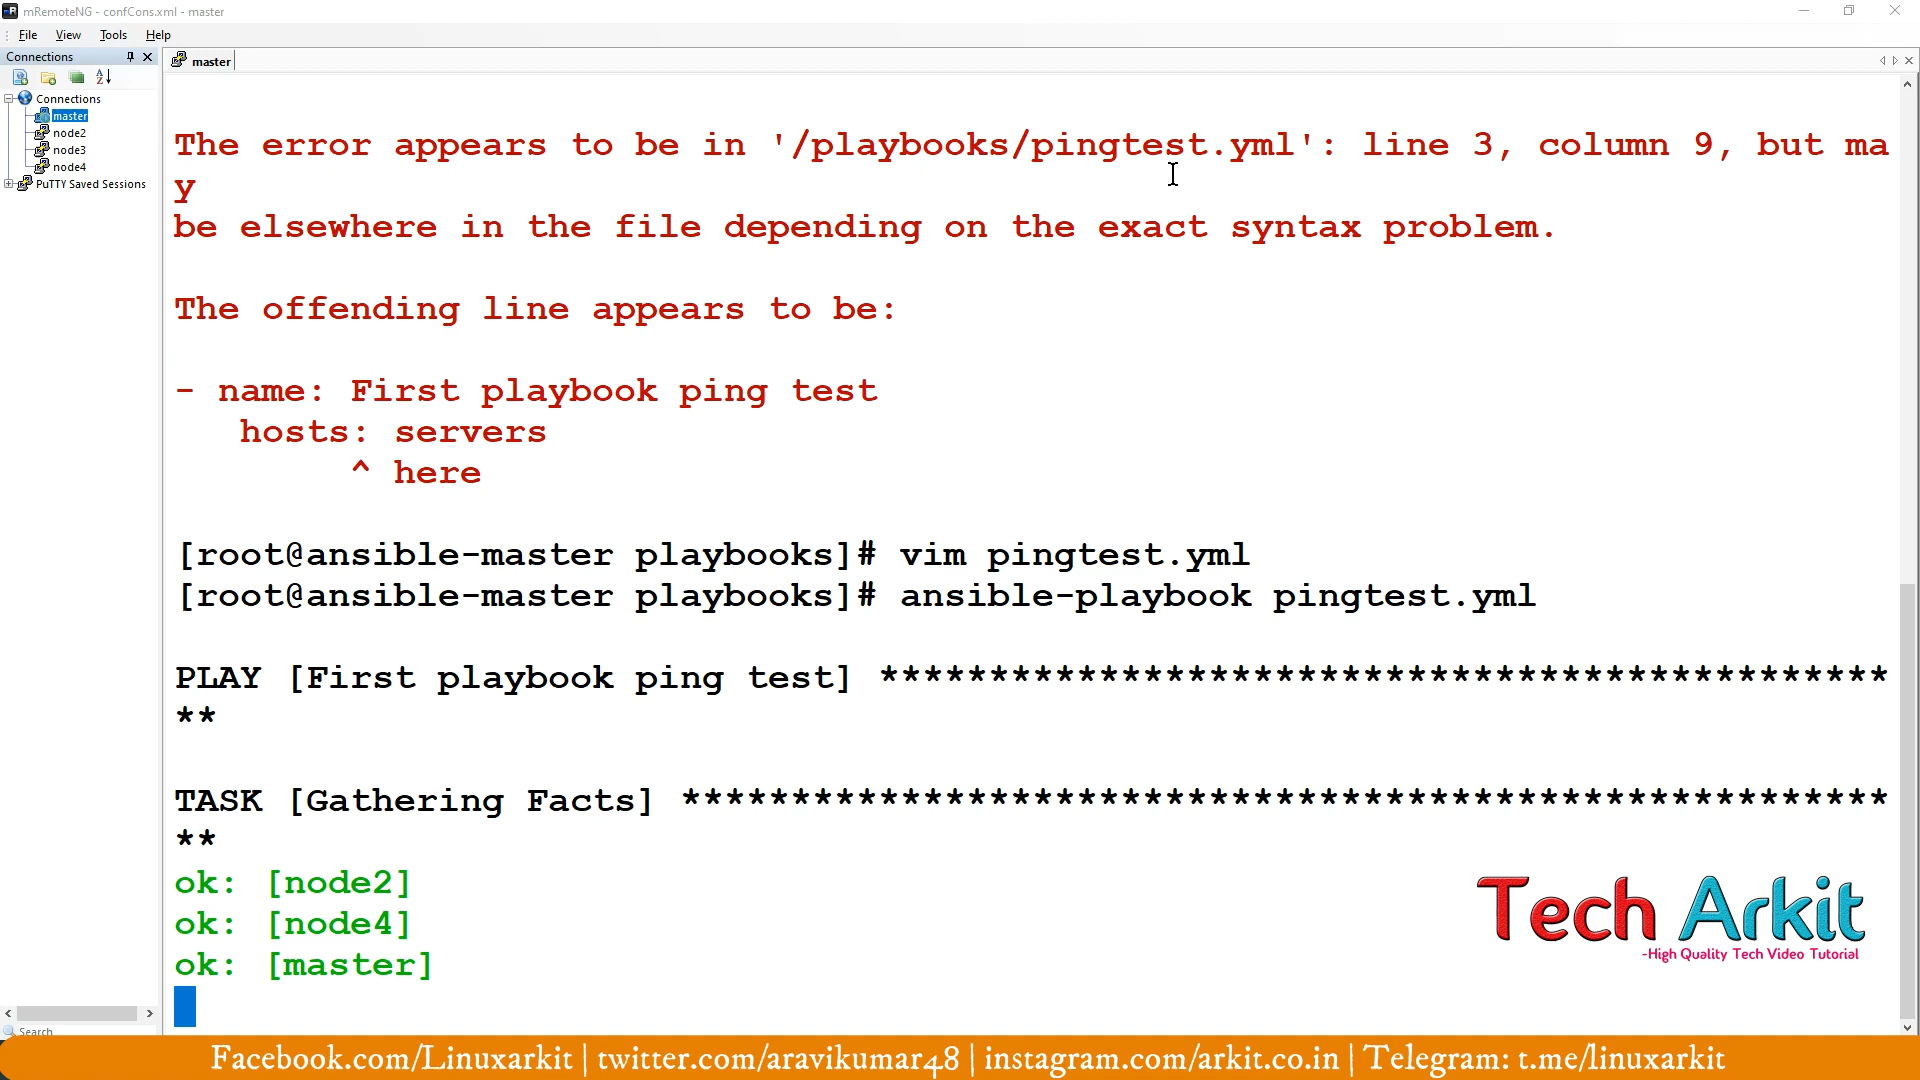 mRemoteNG - confCons.xml - master
File View Tools Help
Connections
master
Connections
master
node2
node3
node4
PuTTY Saved Sessions
The error appears to be in '/playbooks/pingtest.yml': line 3, column 9, but ma
y
be elsewhere in the file depending on the exact syntax problem.
The offending line appears to be:
- name: First playbook ping test
hosts: servers
^ here
[root@ansible-master playbooks]# vim pingtest.yml
[root@ansible-master playbooks]# ansible-playbook pingtest.yml
PLAY [First playbook ping test] **********************************************
**
TASK [Gathering Facts] *******************************************************
**
ok: [node2]
ok: [node4]
ok: [master]
Tech Arkit
-High Quality Tech Video Tutorial
Search
Facebook.com/Linuxarkit | twitter.com/aravikumar48 | instagram.com/arkit.co.in | Telegram: t.me/linuxarkit